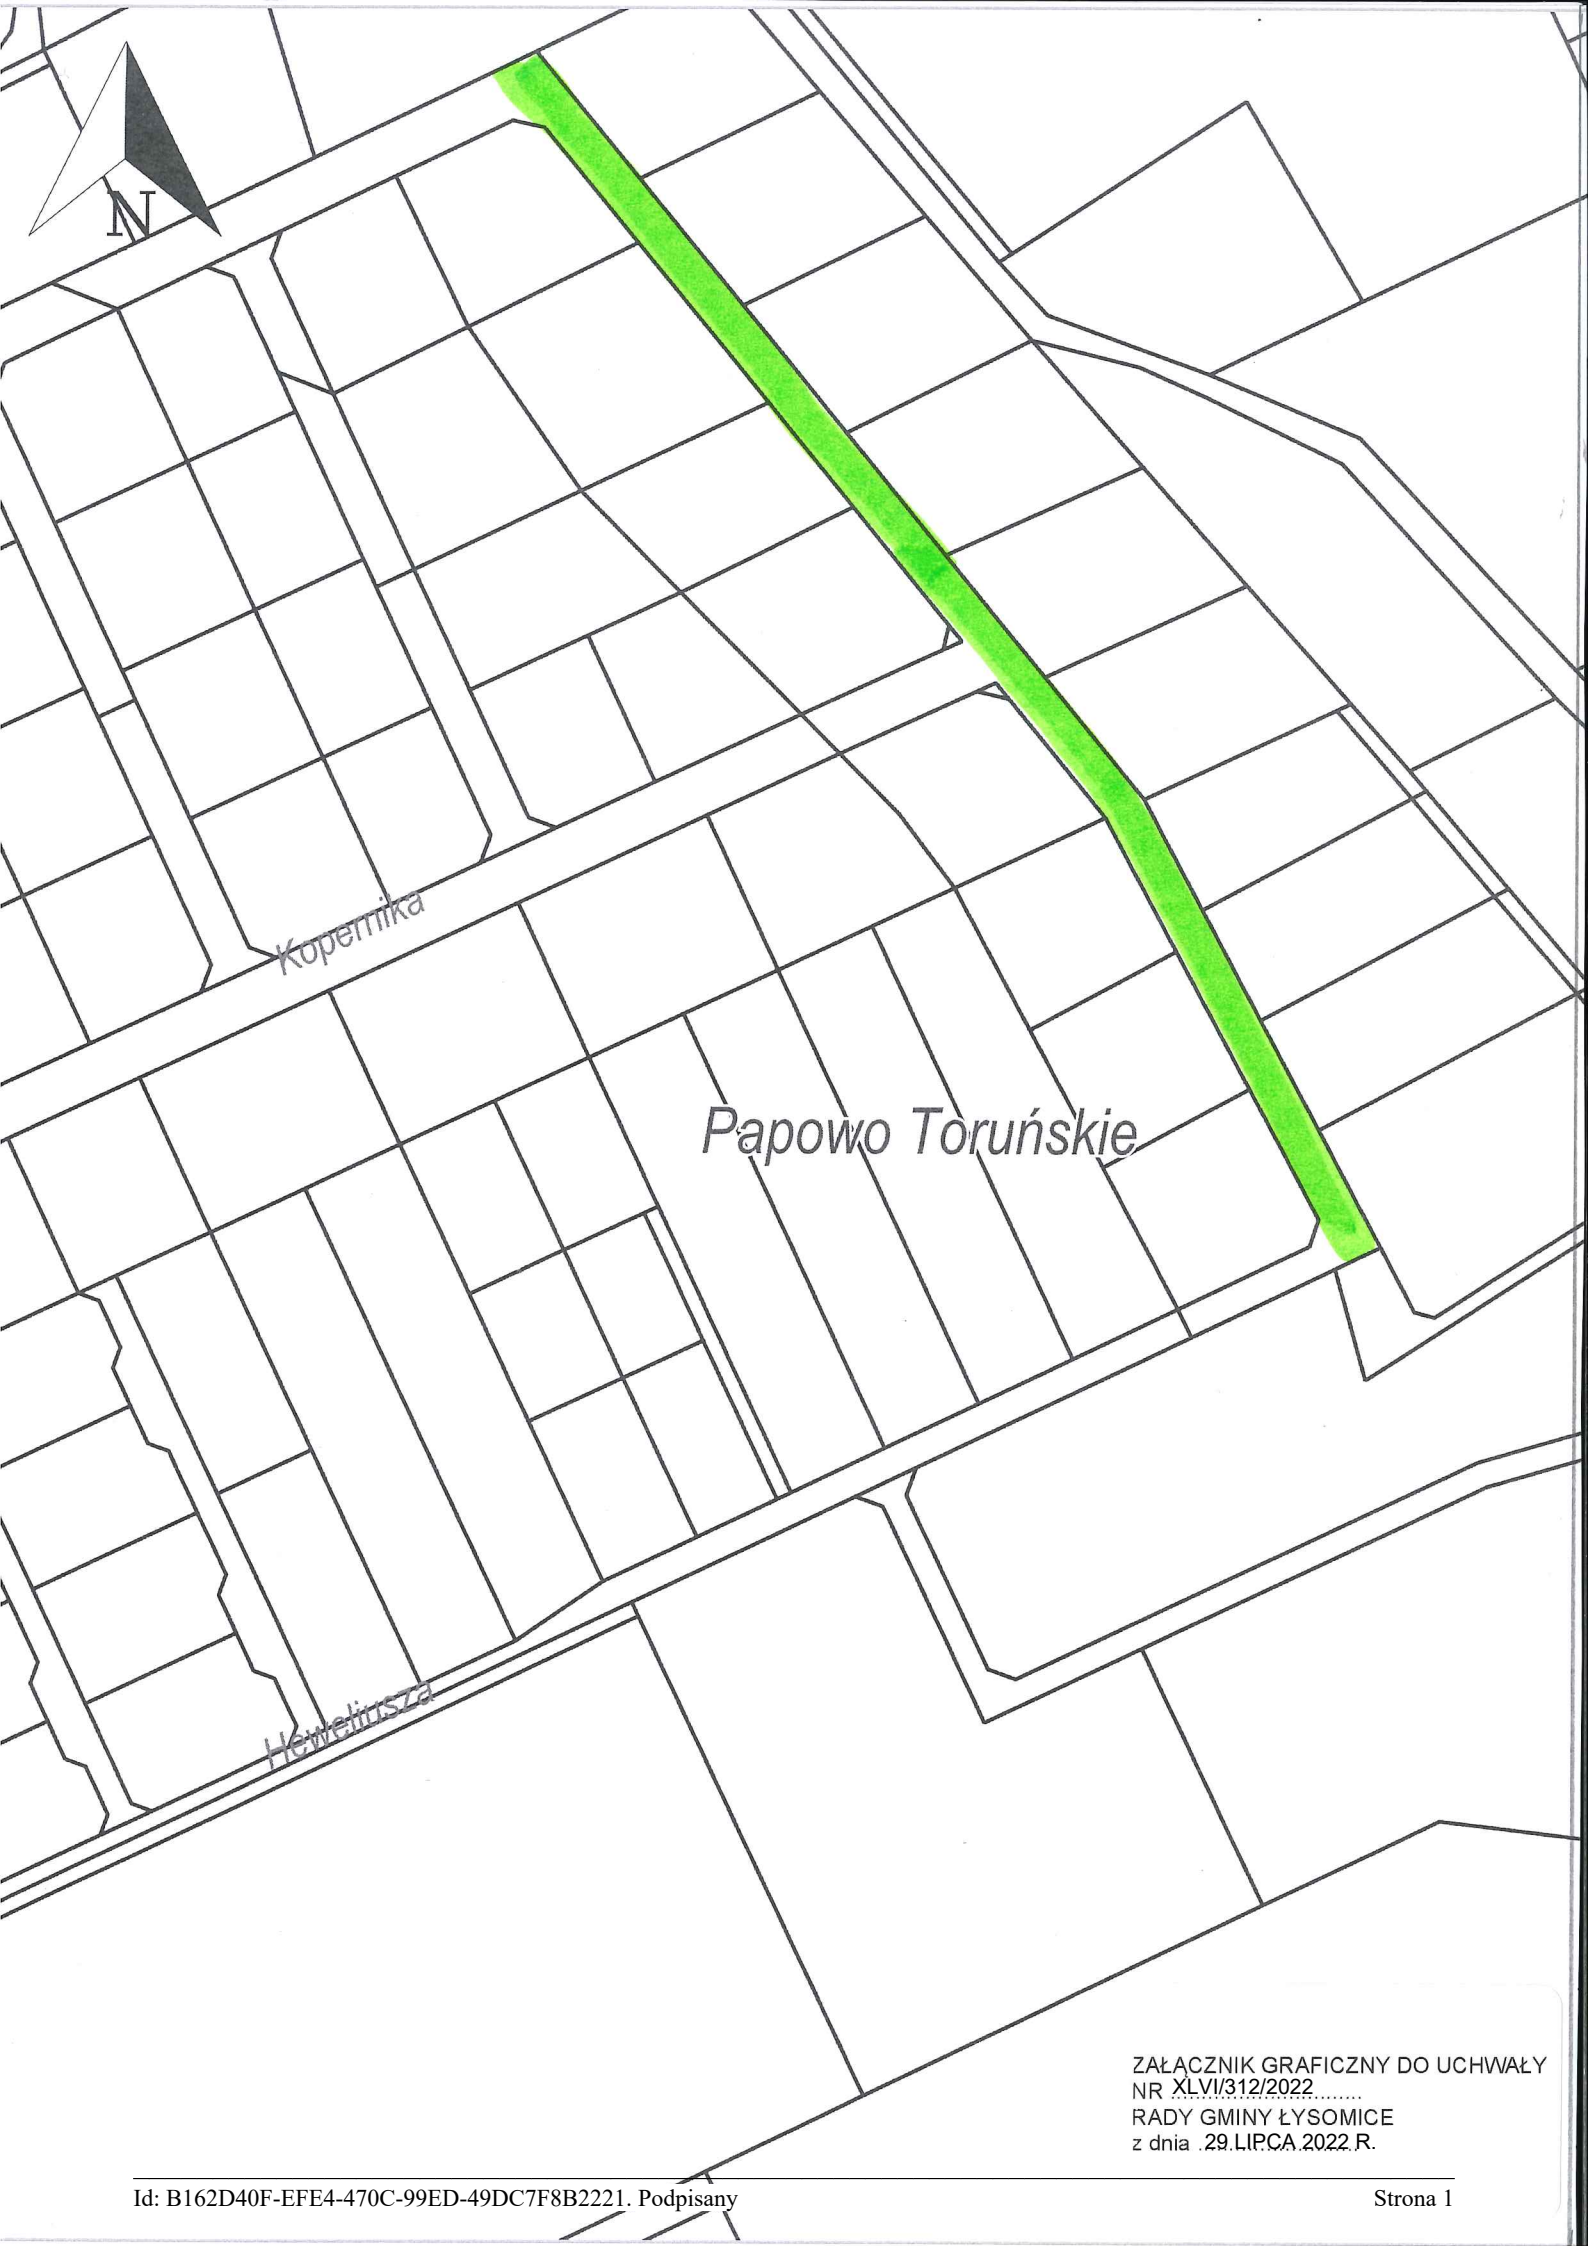 N
Kopernika
Papowo Toruńskie
Heweliusza
ZAŁĄCZNIK GRAFICZNY DO UCHWAŁY
NR XLVI/312/2022
RADY GMINY ŁYSOMICE
z dnia 29 LIPCA 2022 R.
Id: B162D40F-EFE4-470C-99ED-49DC7F8B2221. Podpisany
Strona 1